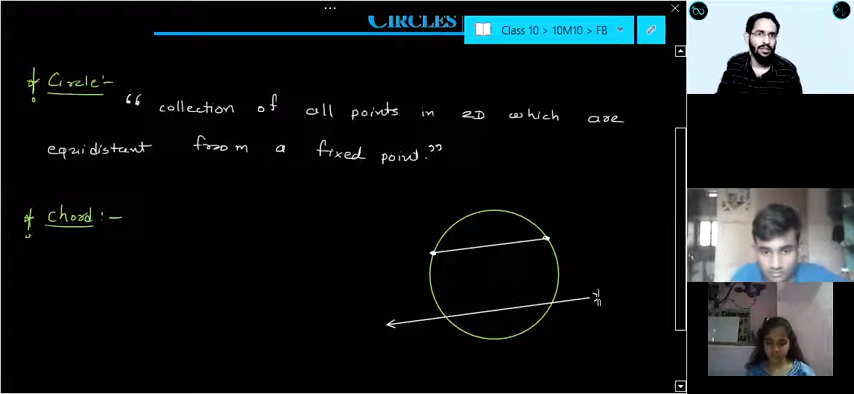 CIRCLES
Class 10 > 10M10 > FB
Circle:-
“ collection of all points in 2D which are
equidistant from a fixed point.”
Chord:-